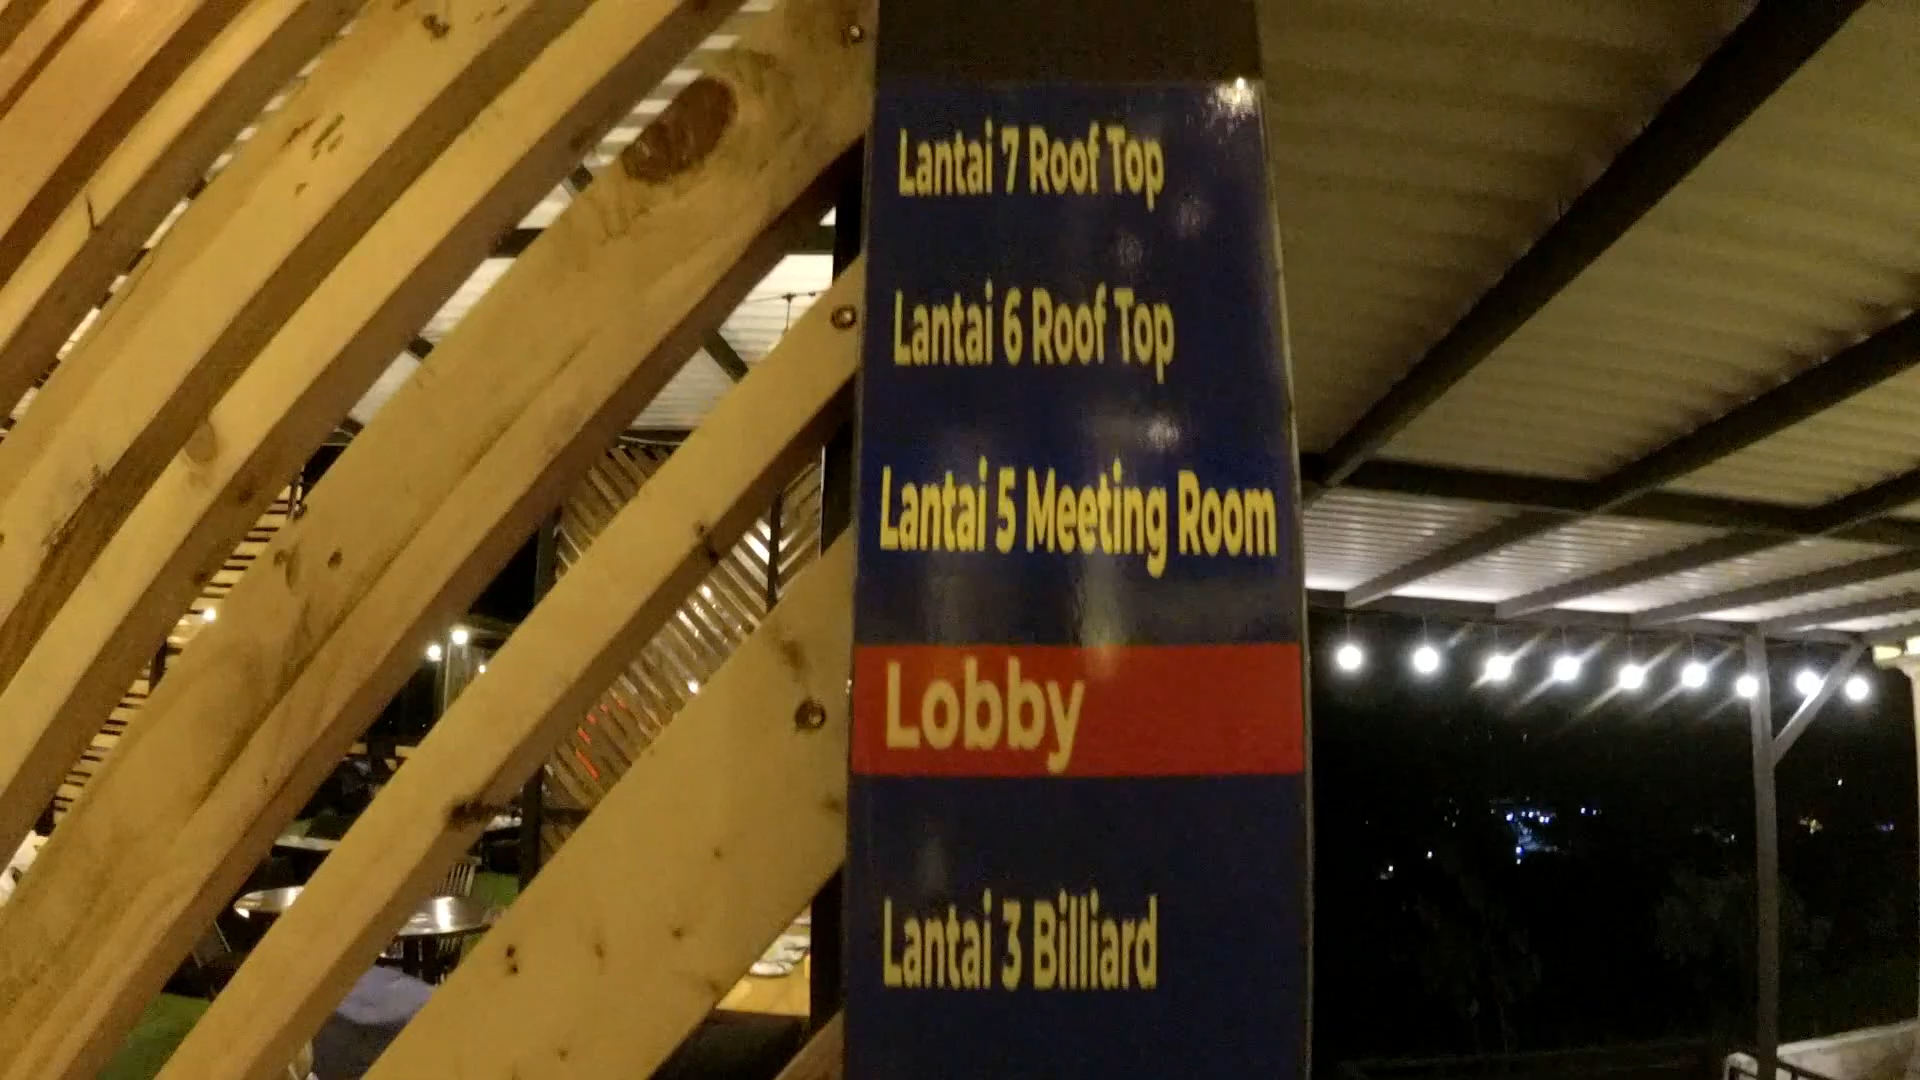 Lantai 7 Roof Top
Lantai 6 Roof Top
Lantai 5 Meeting Room
Lobby
Lantai 3 Billiard